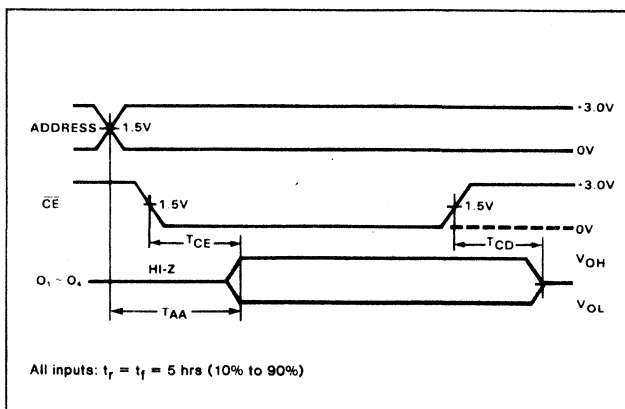 +3.0V
ADDRESS 1.5V
0V
+3.0V
CE 1.5V 1.5V
0V
TCE TCD
HI-Z VOH
O1 ~ O4
TAA VOL
All inputs: tr = tf = 5 hrs (10% to 90%)